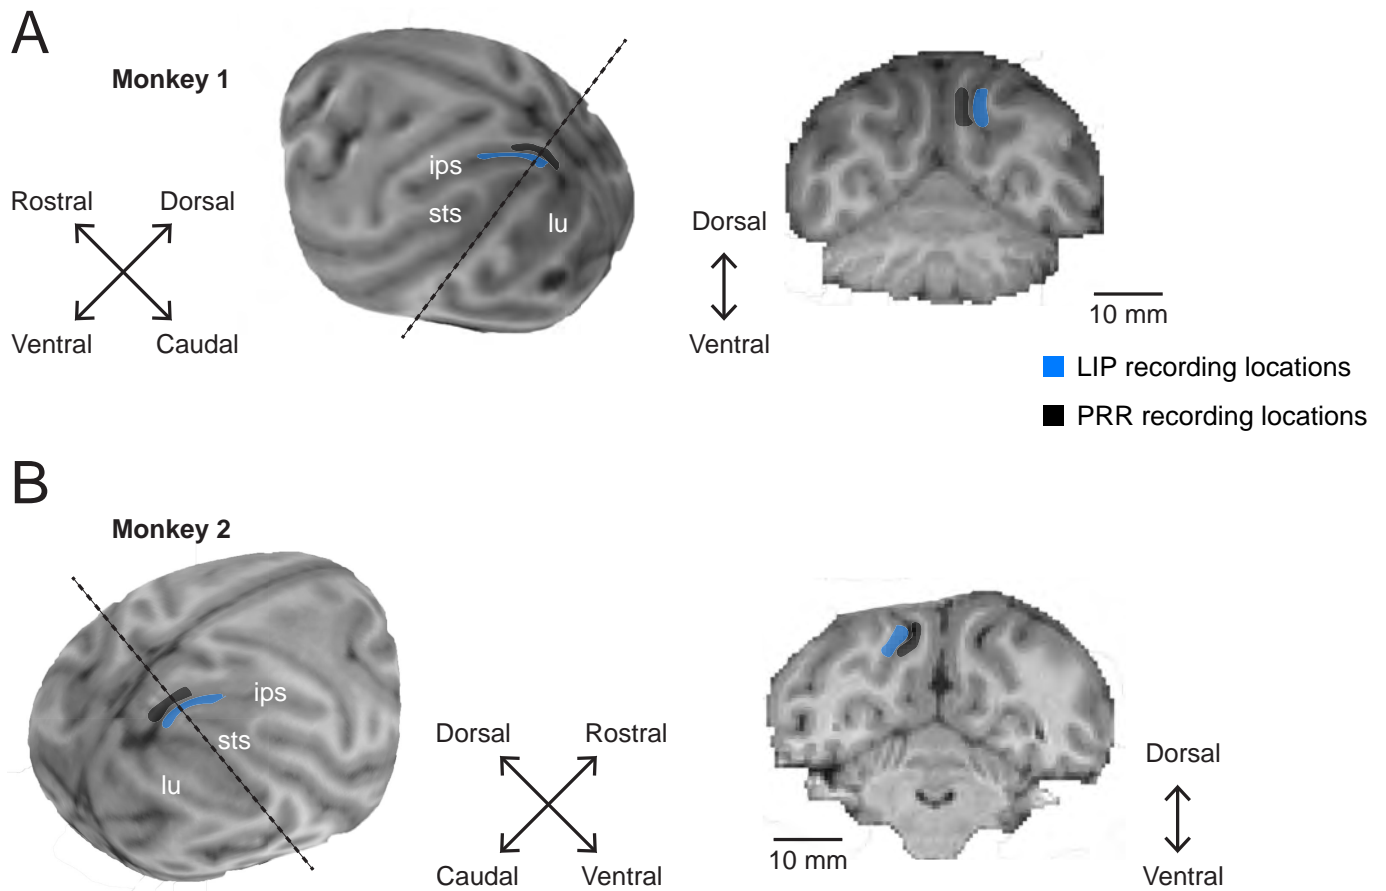 A
Monkey 1
ips
sts
lu
Rostral
Dorsal
Ventral
Caudal
Dorsal
Ventral
10 mm
LIP recording locations
PRR recording locations
B
Monkey 2
ips
sts
lu
Dorsal
Rostral
Caudal
Ventral
10 mm
Dorsal
Ventral